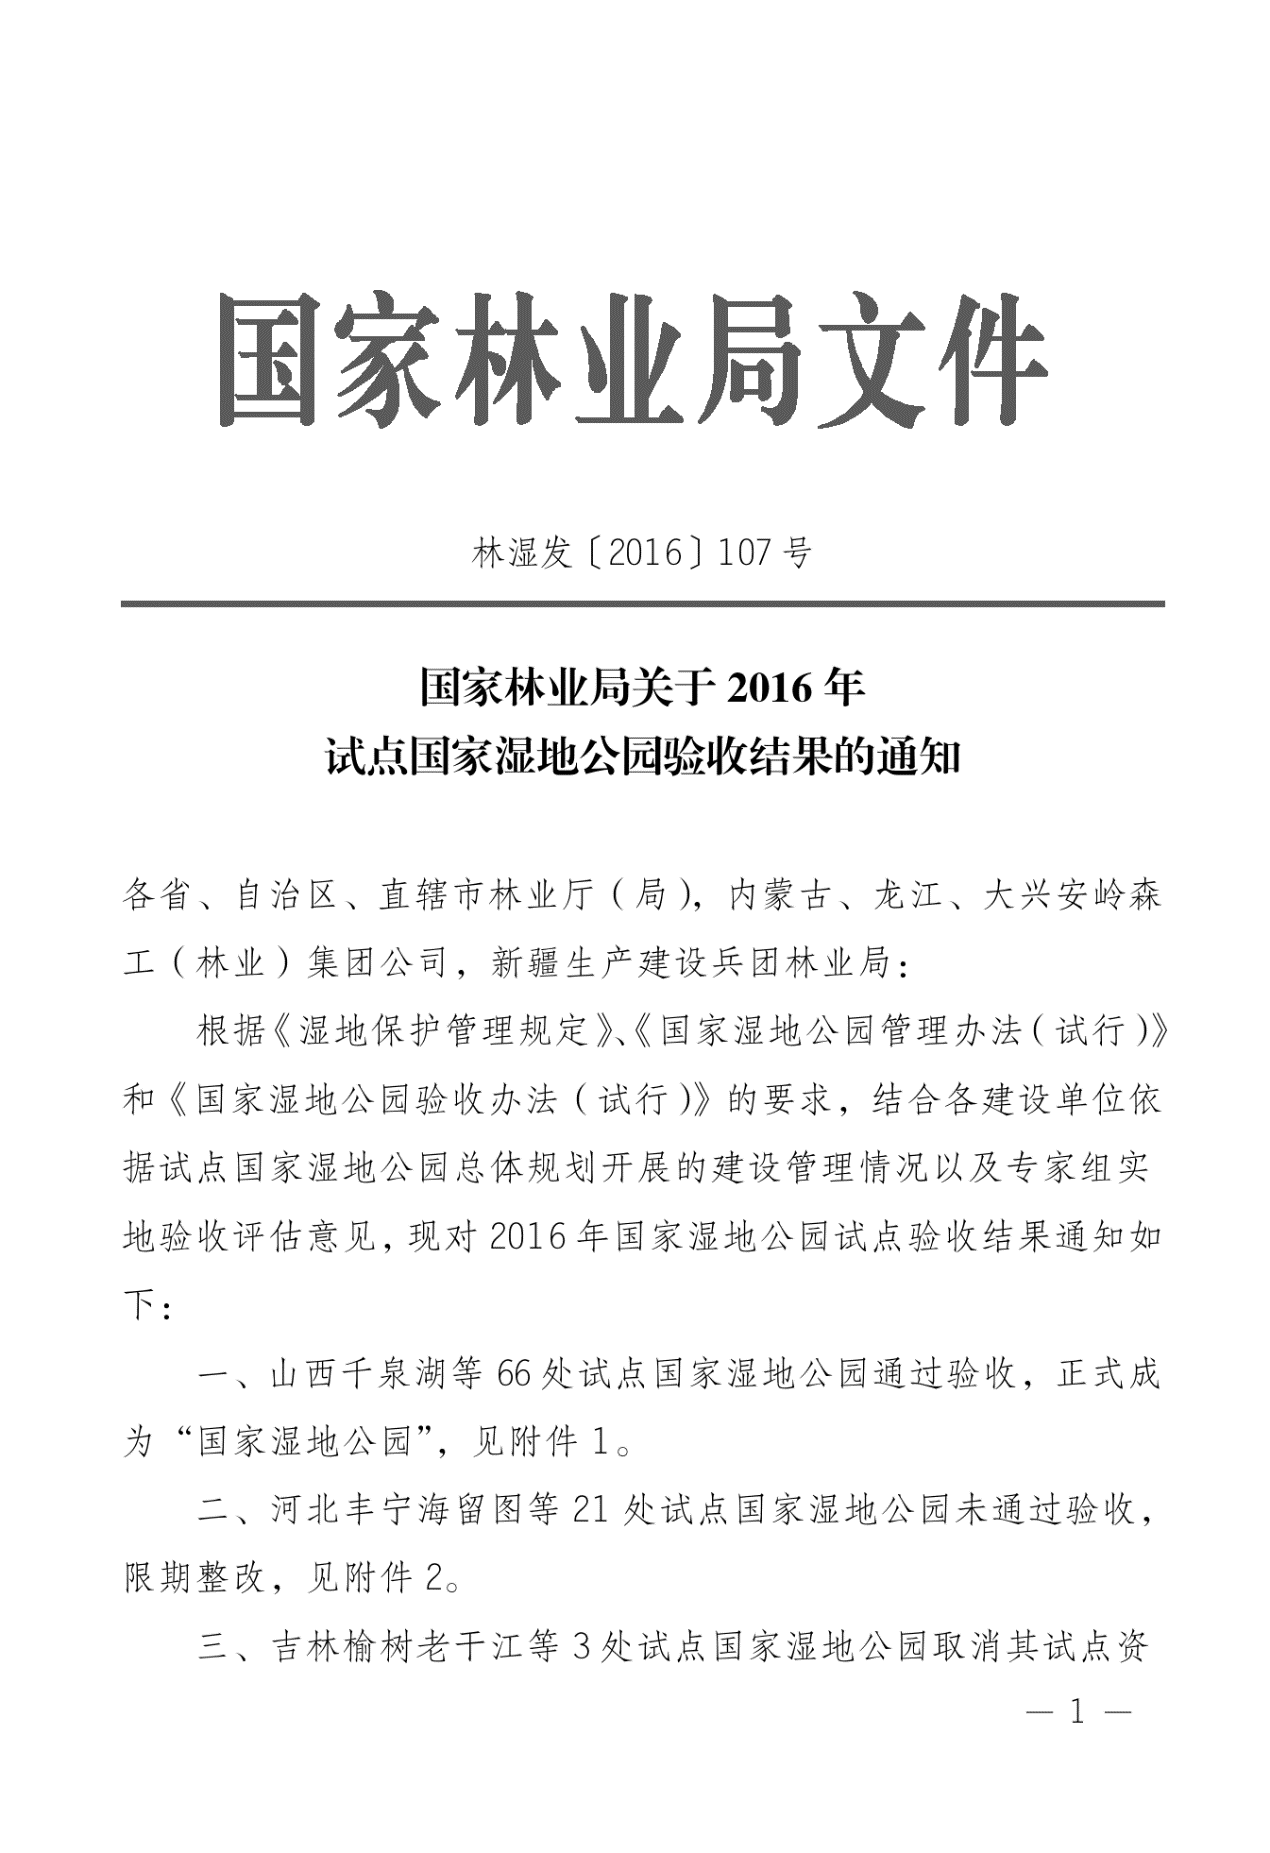 国家林业局文件
林湿发〔2016〕107号
国家林业局关于2016年
试点国家湿地公园验收结果的通知
各省、自治区、直辖市林业厅（局），内蒙古、龙江、大兴安岭森
工（林业）集团公司，新疆生产建设兵团林业局：
根据《湿地保护管理规定》、《国家湿地公园管理办法（试行）》
和《国家湿地公园验收办法（试行）》的要求，结合各建设单位依
据试点国家湿地公园总体规划开展的建设管理情况以及专家组实
地验收评估意见，现对2016年国家湿地公园试点验收结果通知如
下：
一、山西千泉湖等66处试点国家湿地公园通过验收，正式成
为“国家湿地公园”，见附件1。
二、河北丰宁海留图等21处试点国家湿地公园未通过验收，
限期整改，见附件2。
三、吉林榆树老干江等3处试点国家湿地公园取消其试点资
— 1 —